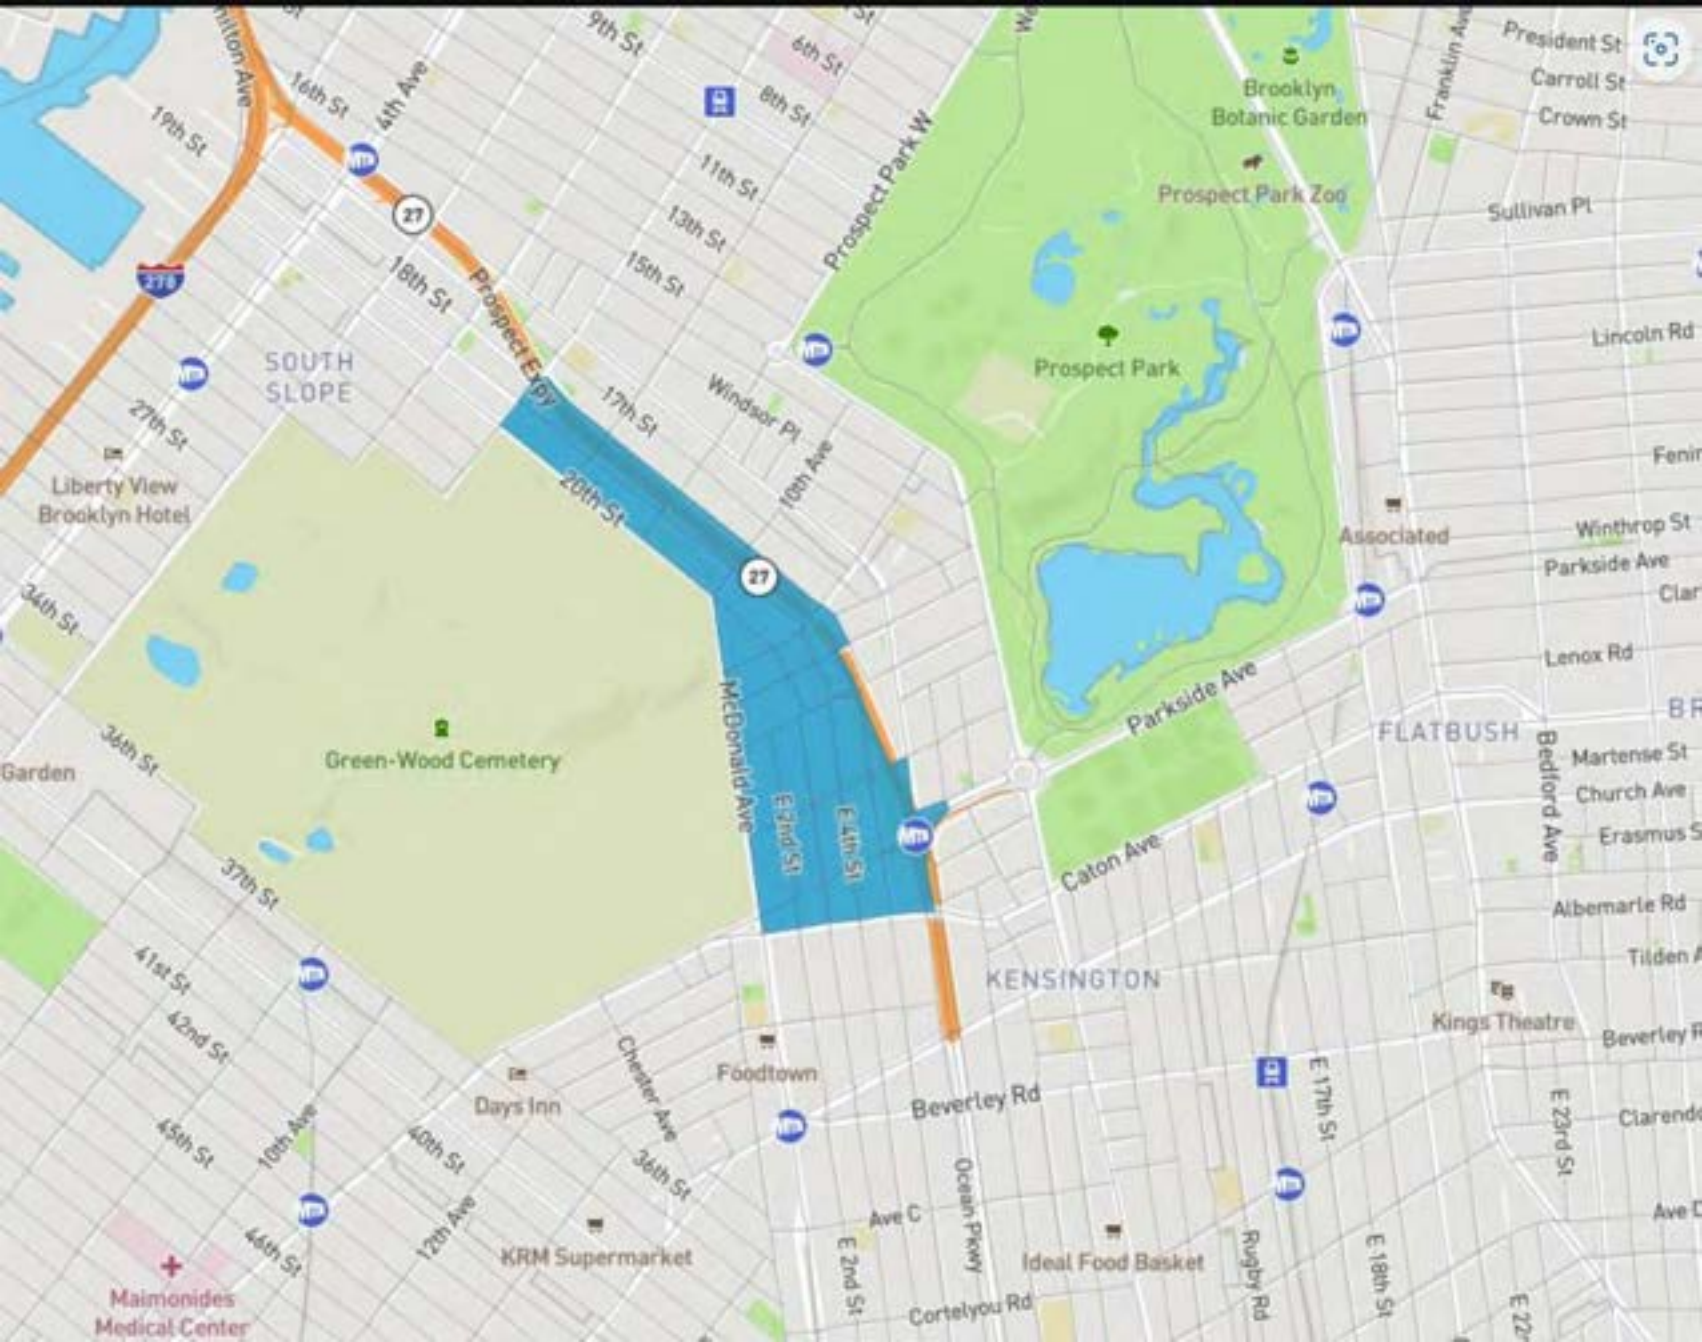 16th St
4th Ave
19th St
9th St
6th St
8th St
11th St
13th St
15th St
Prospect Park W
Brooklyn
Botanic Garden
Prospect Park Zoo
President St
Carroll St
Crown St
Franklin Ave
Sullivan Pl
27
278
18th St
Prospect Expy
SOUTH
SLOPE
27th St
Liberty View
Brooklyn Hotel
17th St
Windsor Pl
10th Ave
20th St
27
Prospect Park
Lincoln Rd
Associated
Winthrop St
Parkside Ave
Lenox Rd
34th St
36th St
Garden
Green-Wood Cemetery
McDonald Ave
E 2nd St
E 4th St
Parkside Ave
Caton Ave
FLATBUSH
Martense St
Church Ave
Erasmus S
Bedford Ave
Albemarle Rd
Tilden A
37th St
41st St
42nd St
KENSINGTON
Kings Theatre
Beverley R
Foodtown
Days Inn
Chester Ave
Beverley Rd
E 17th St
E 23rd St
45th St
10th Ave
40th St
36th St
12th Ave
46th St
Ocean Pkwy
Ave C
E 2nd St
KRM Supermarket
Ideal Food Basket
Rugby Rd
E 18th St
E 22
Maimonides
Medical Center
Cortelyou Rd